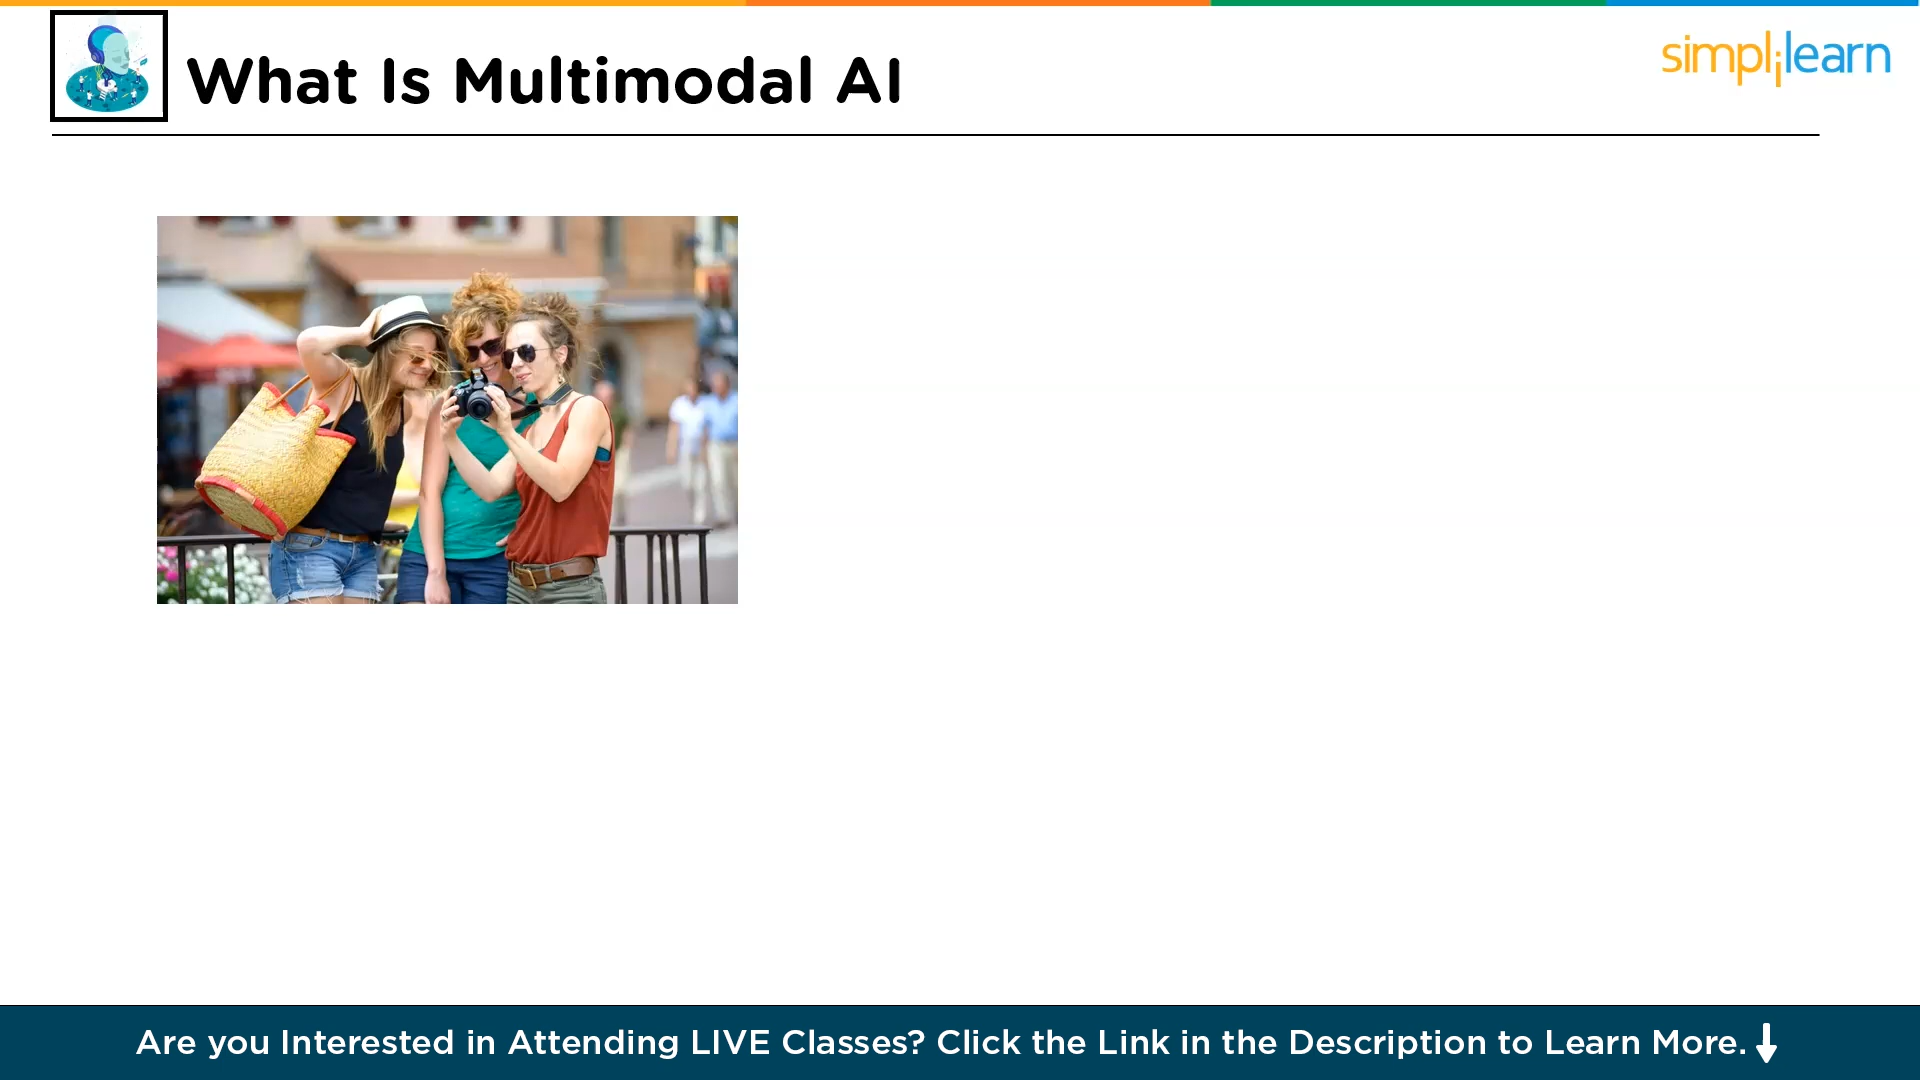 What Is Multimodal AI
simplilearn
Are you Interested in Attending LIVE Classes? Click the Link in the Description to Learn More.